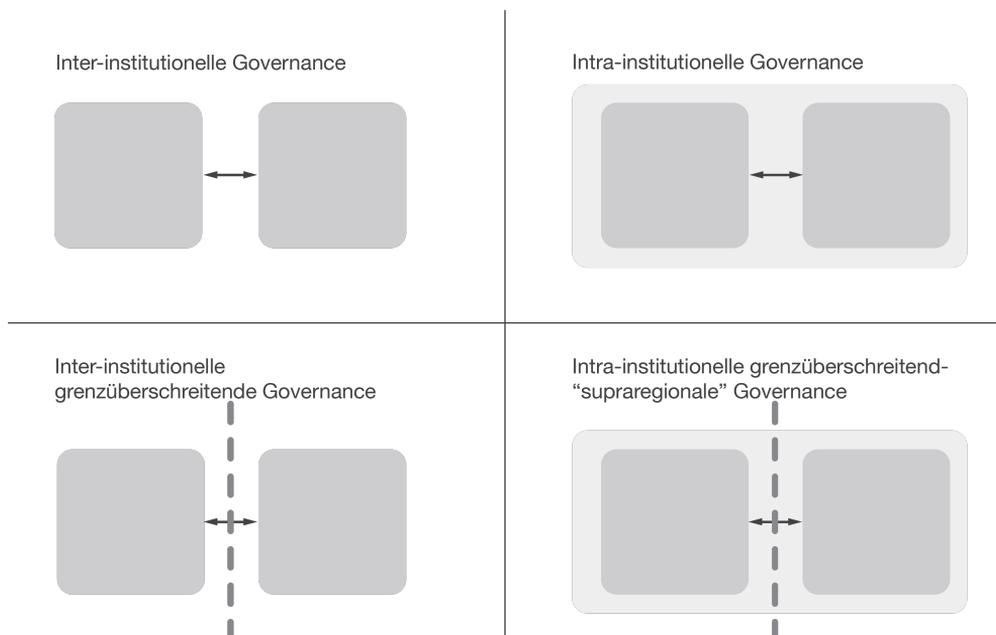 Inter-institutionelle Governance
Intra-institutionelle Governance
Inter-institutionelle
grenzüberschreitende Governance
Intra-institutionelle grenzüberschreitend-
“supraregionale” Governance